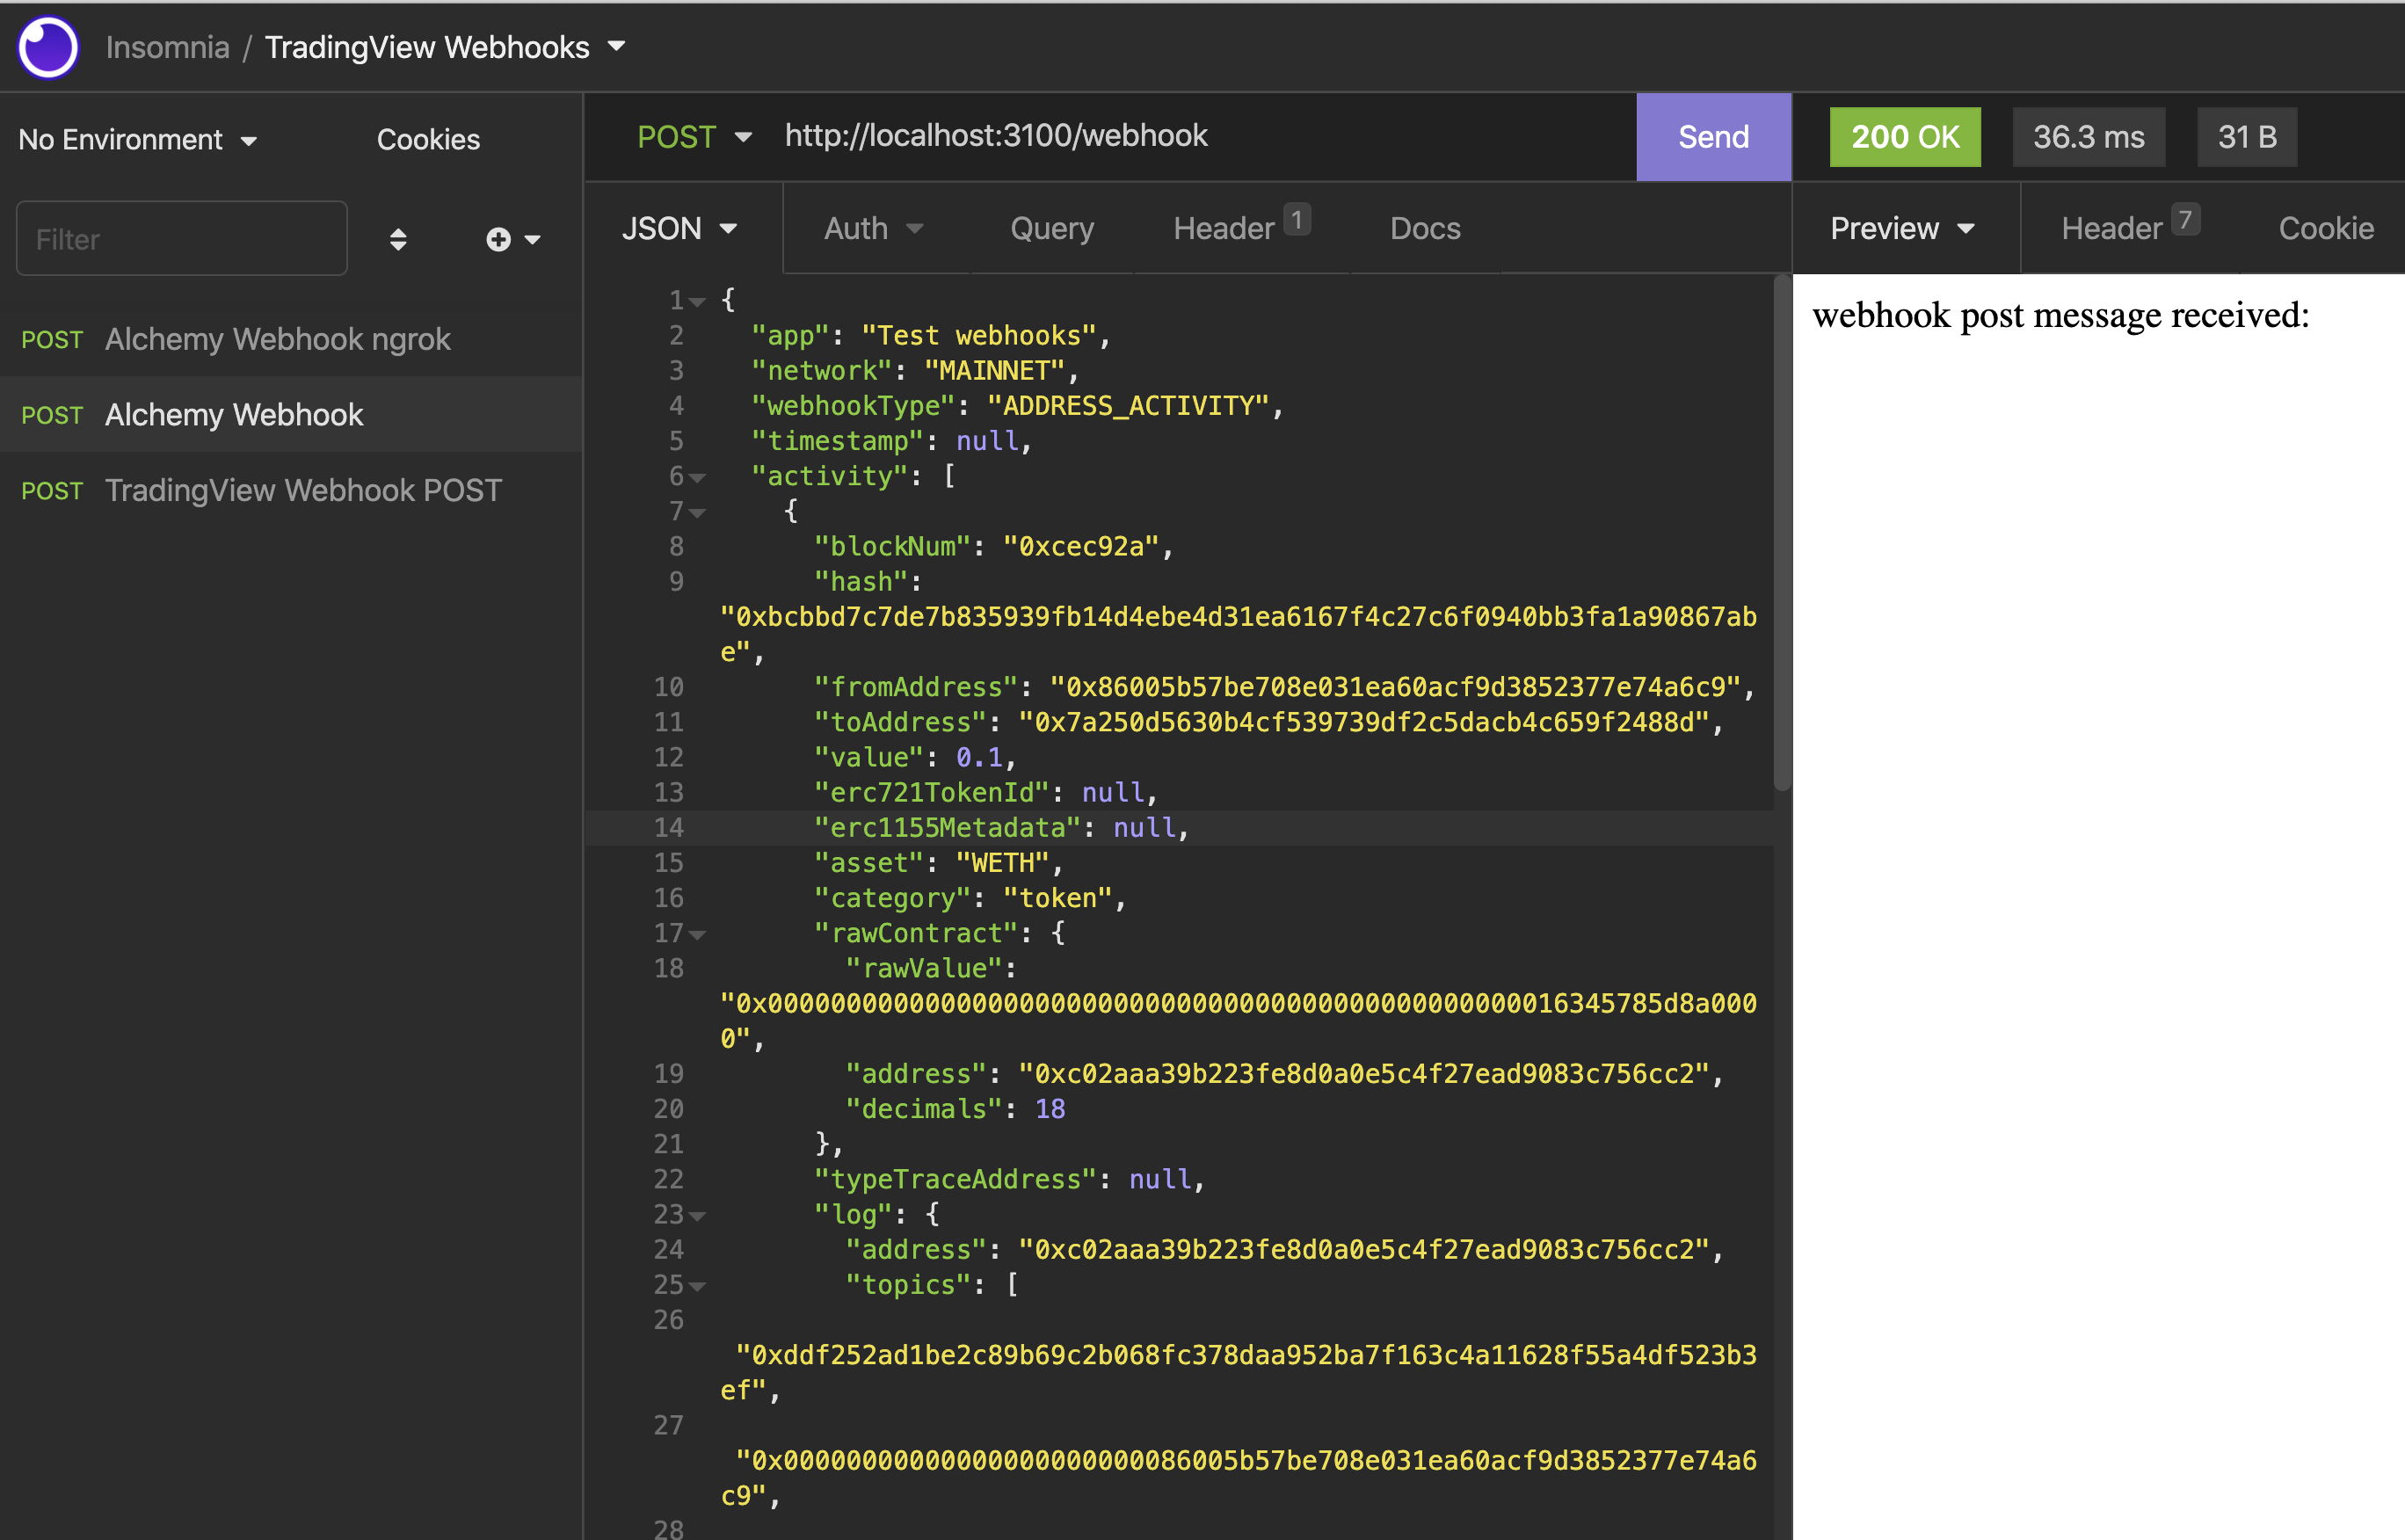 Insomnia / TradingView Webhooks
No Environment
Cookies
Filter
POST Alchemy Webhook ngrok
POST Alchemy Webhook
POST TradingView Webhook POST
POST http://localhost:3100/webhook Send
JSON Auth Query Header 1 Docs
1 {
2 "app": "Test webhooks",
3 "network": "MAINNET",
4 "webhookType": "ADDRESS_ACTIVITY",
5 "timestamp": null,
6 "activity": [
7 {
8 "blockNum": "0xcec92a",
9 "hash":
"0xbcbbd7c7de7b835939fb14d4ebe4d31ea6167f4c27c6f0940bb3fa1a90867ab
e",
10 "fromAddress": "0x86005b57be708e031ea60acf9d3852377e74a6c9",
11 "toAddress": "0x7a250d5630b4cf539739df2c5dacb4c659f2488d",
12 "value": 0.1,
13 "erc721TokenId": null,
14 "erc1155Metadata": null,
15 "asset": "WETH",
16 "category": "token",
17 "rawContract": {
18 "rawValue":
"0x000000000000000000000000000000000000000000000000016345785d8a000
0",
19 "address": "0xc02aaa39b223fe8d0a0e5c4f27ead9083c756cc2",
20 "decimals": 18
21 },
22 "typeTraceAddress": null,
23 "log": {
24 "address": "0xc02aaa39b223fe8d0a0e5c4f27ead9083c756cc2",
25 "topics": [
26
"0xddf252ad1be2c89b69c2b068fc378daa952ba7f163c4a11628f55a4df523b3
ef",
27
"0x00000000000000000000000086005b57be708e031ea60acf9d3852377e74a6
c9",
28
200 OK 36.3 ms 31 B
Preview Header 7 Cookie
webhook post message received: